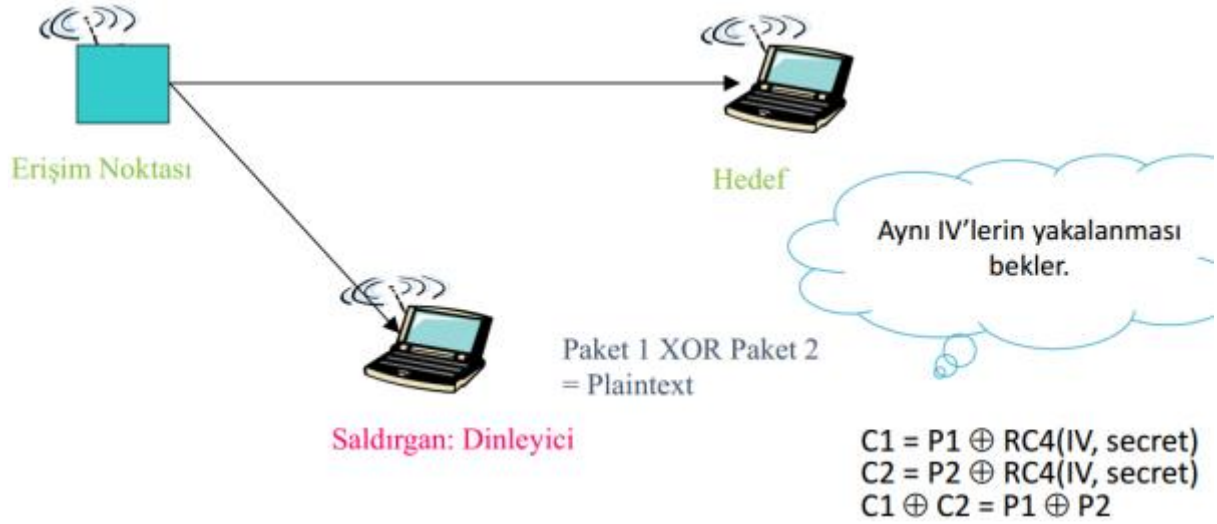 Erişim Noktası
Hedef
Aynı IV'lerin yakalanması
bekler.
Paket 1 XOR Paket 2
= Plaintext
Saldırgan: Dinleyici
C1 = P1 ⊕ RC4(IV, secret)
C2 = P2 ⊕ RC4(IV, secret)
C1 ⊕ C2 = P1 ⊕ P2